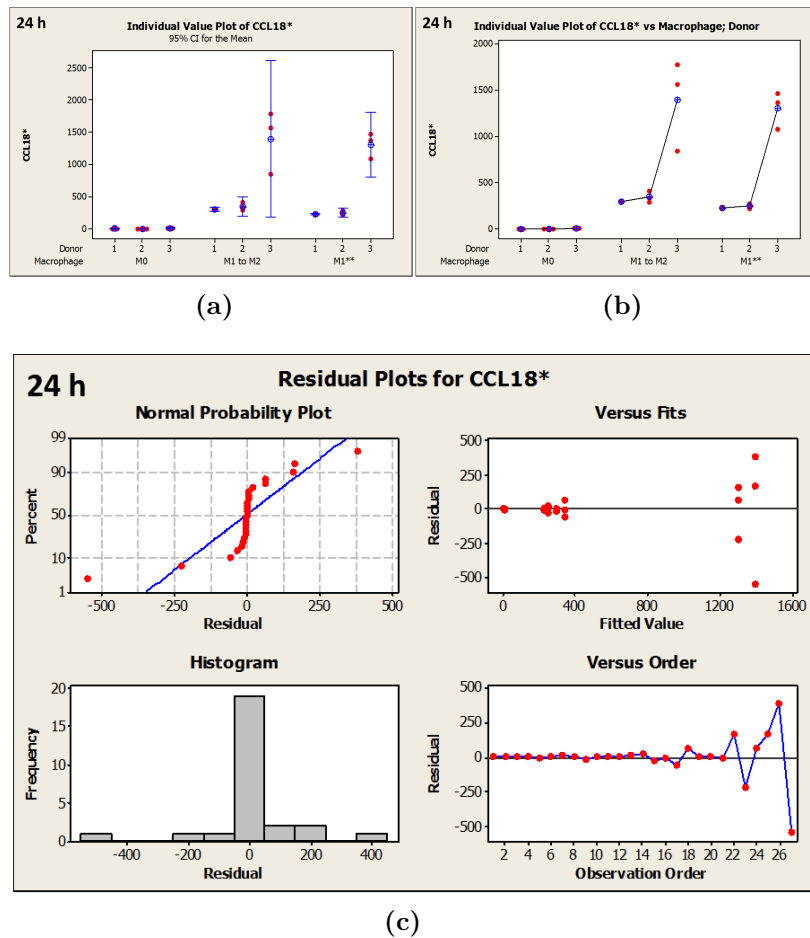 24 h
Individual Value Plot of CCL18*
95% CI for the Mean
CCL18*
2500
2000
1500
1000
500
0
Donor 1 2 3 1 2 3 1 2 3
Macrophage M0 M1 to M2 M1**
(a)
24 h
Individual Value Plot of CCL18* vs Macrophage; Donor
CCL18*
2000
1500
1000
500
0
Donor 1 2 3 1 2 3 1 2 3
Macrophage M0 M1 to M2 M1**
(b)
24 h
Residual Plots for CCL18*
Normal Probability Plot
Percent
99
90
50
10
1
-500 -250 0 250 500
Residual
Versus Fits
Residual
500
250
0
-250
-500
0 400 800 1200 1600
Fitted Value
Histogram
Frequency
20
15
10
5
0
-400 -200 0 200 400
Residual
Versus Order
Residual
500
250
0
-250
-500
2 4 6 8 10 12 14 16 18 20 22 24 26
Observation Order
(c)